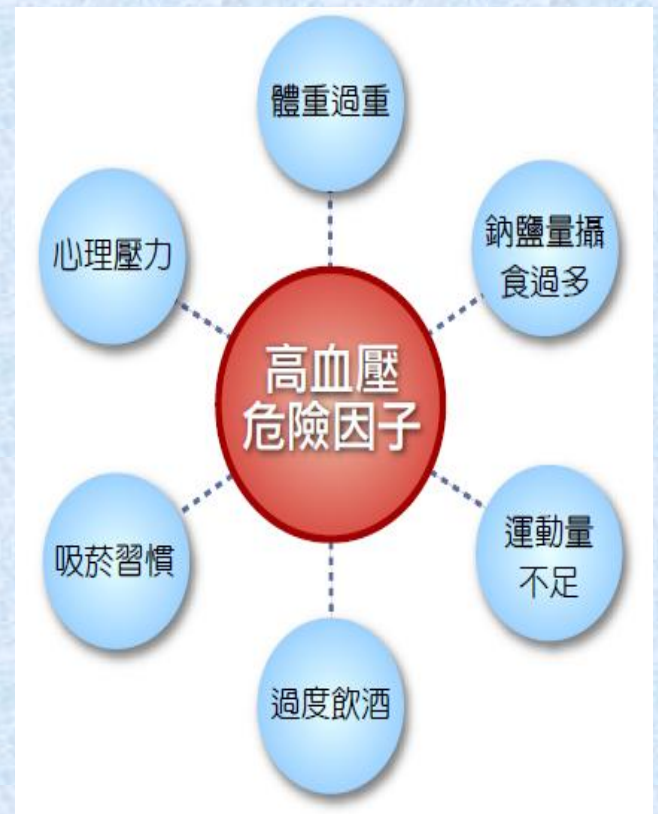 體重過重
鈉鹽量攝
食過多
運動量
不足
過度飲酒
吸菸習慣
心理壓力
高血壓
危險因子